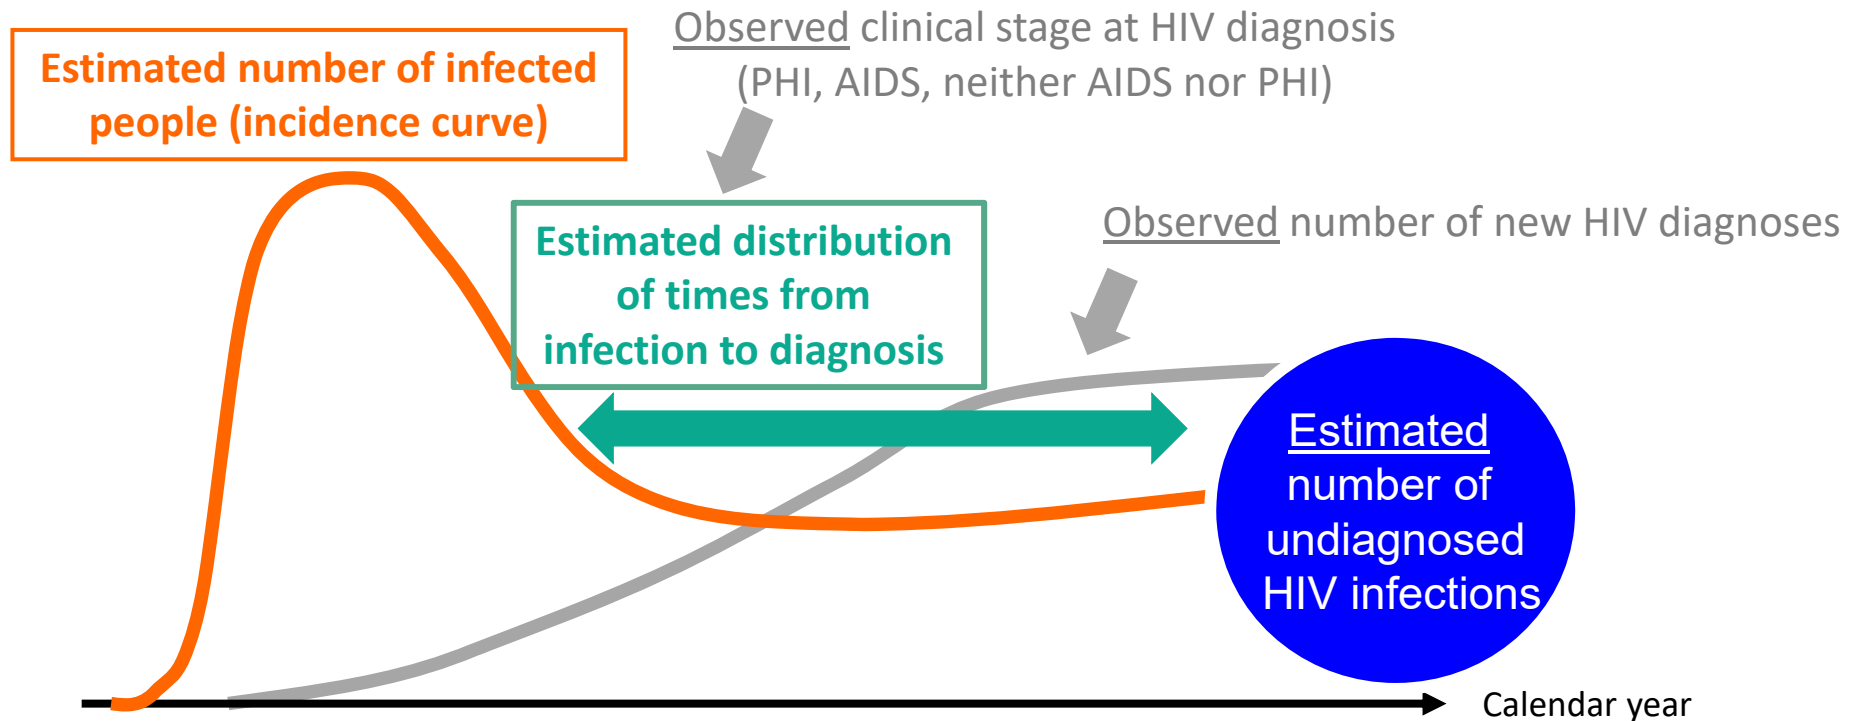 Observed clinical stage at HIV diagnosis
(PHI, AIDS, neither AIDS nor PHI)
Estimated number of infected
people (incidence curve)
Observed number of new HIV diagnoses
Estimated distribution
of times from
infection to diagnosis
Estimated
number of
undiagnosed
HIV infections
Calendar year